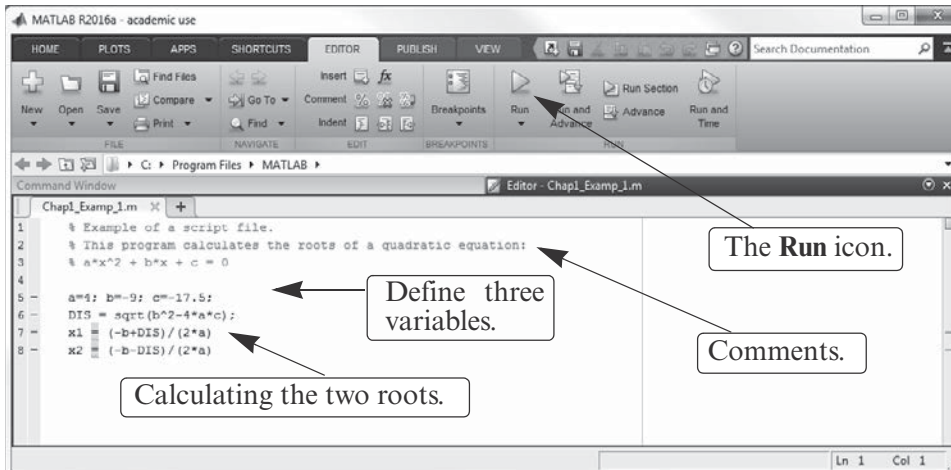 MATLAB R2016a - academic use
HOME PLOTS APPS SHORTCUTS EDITOR PUBLISH VIEW Search Documentation
New Open Save Find Files Compare Print
FILE
Go To Find
NAVIGATE
Insert fx Comment Indent
EDIT
Breakpoints
BREAKPOINTS
Run Run and Advance Run Section Advance Run and Time
RUN
C: Program Files MATLAB
Command Window
Editor - Chap1_Examp_1.m
Chap1_Examp_1.m
1 % Example of a script file.
2 % This program calculates the roots of a quadratic equation:
3 % a*x^2 + b*x + c = 0
4
5 - a=4; b=-9; c=-17.5;
6 - DIS = sqrt(b^2-4*a*c);
7 - x1 = (-b+DIS)/(2*a)
8 - x2 = (-b-DIS)/(2*a)
The Run icon.
Define three
variables.
Comments.
Calculating the two roots.
Ln 1 Col 1